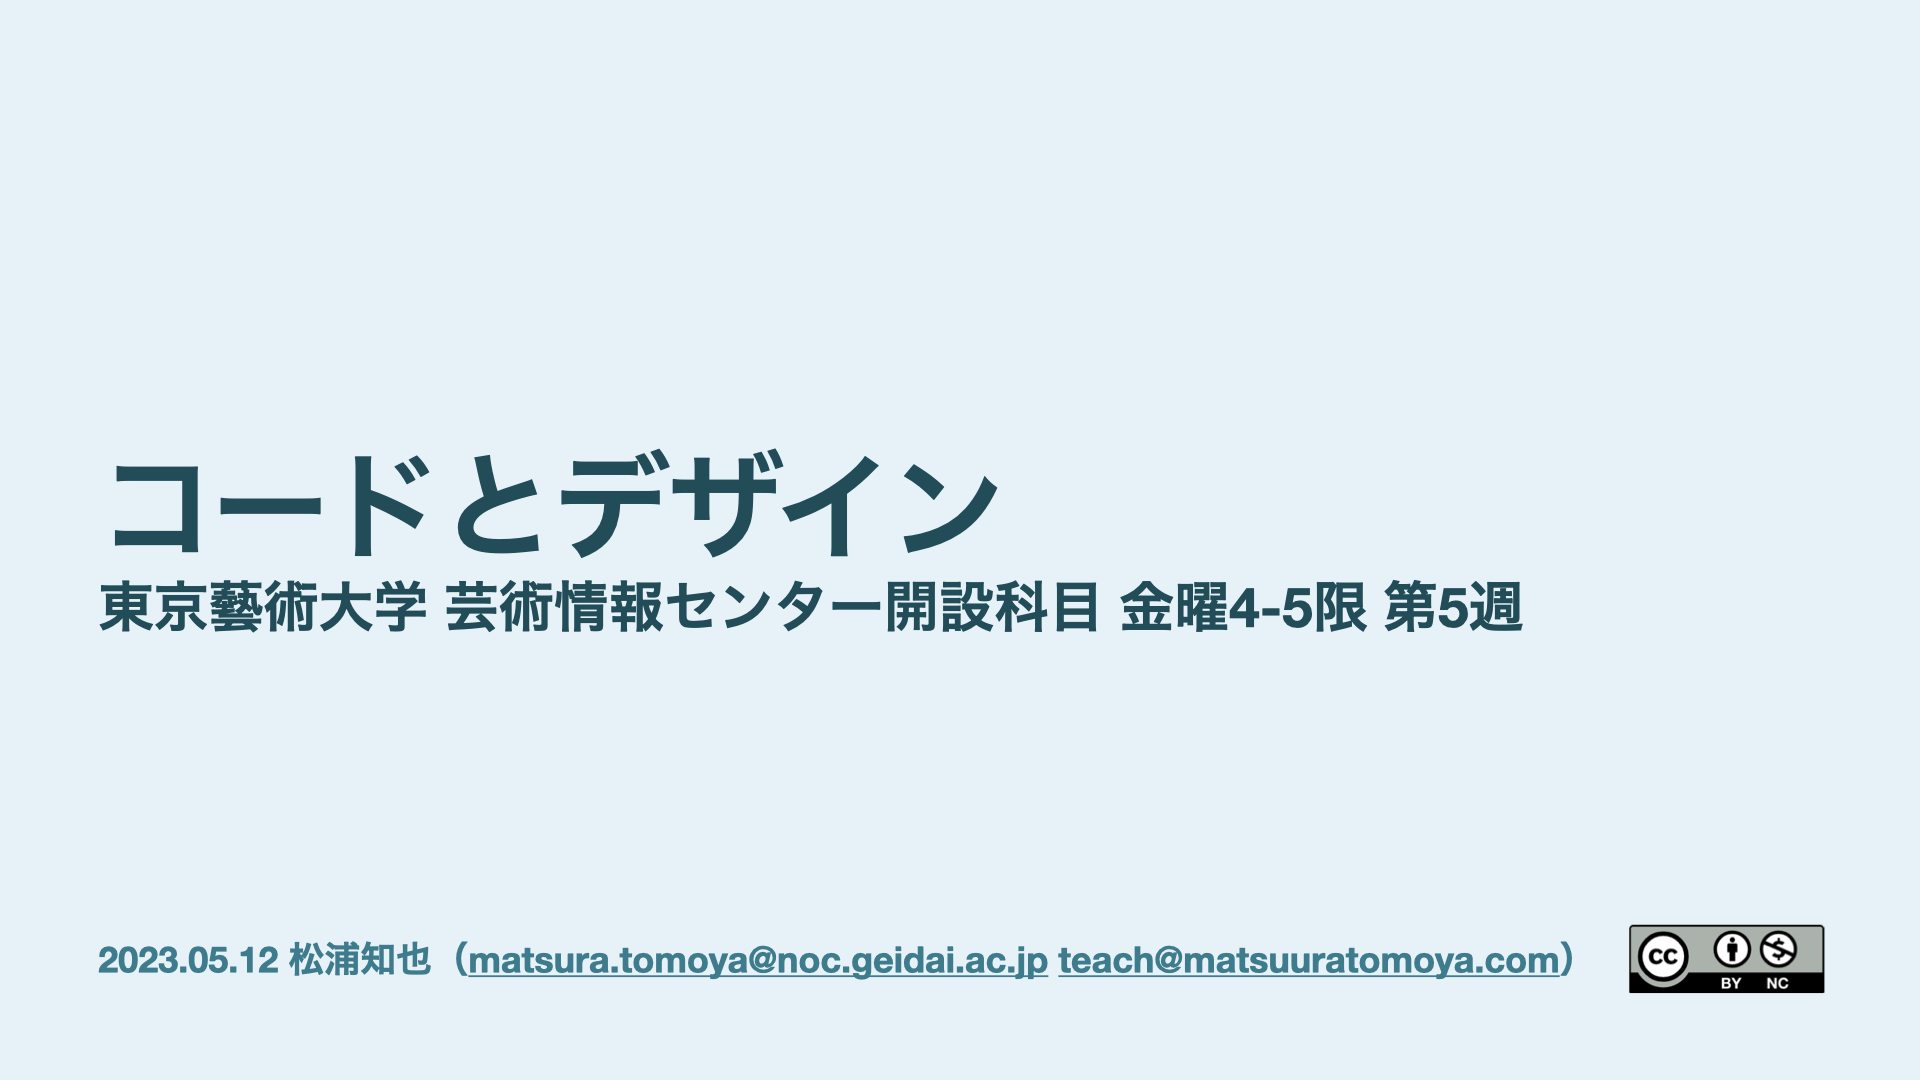 コードとデザイン
東京藝術大学 芸術情報センター開設科目 金曜4-5限 第5週
2023.05.12 松浦知也（matsura.tomoya@noc.geidai.ac.jp teach@matsuuratomoya.com）
cc
BY NC